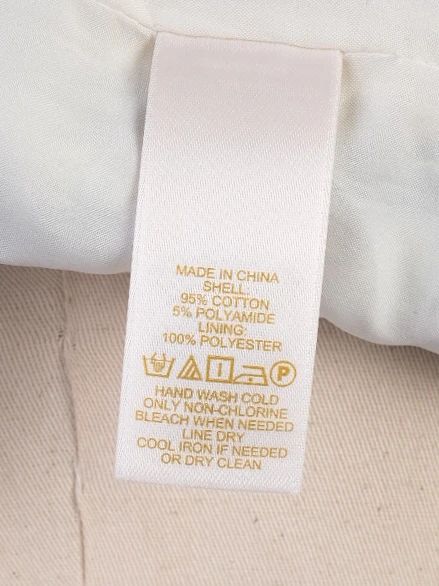 MADE IN CHINA
SHELL:
95% COTTON
5% POLYAMIDE
LINING:
100% POLYESTER
P
HAND WASH COLD
ONLY NON-CHLORINE
BLEACH WHEN NEEDED
LINE DRY
COOL IRON IF NEEDED
OR DRY CLEAN